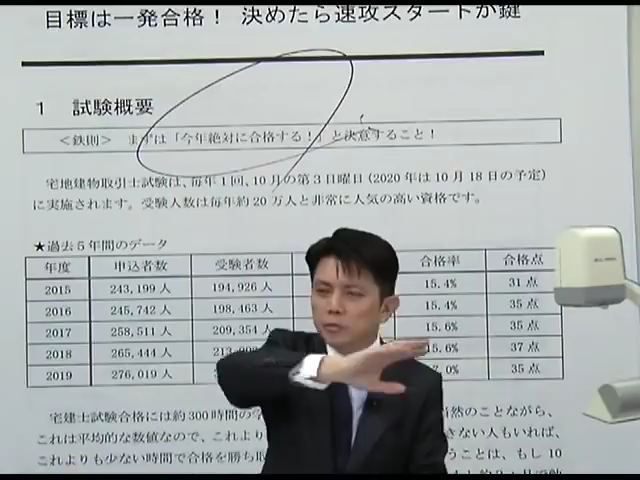 目標は一発合格！ 決めたら速攻スタートが鍵
1 試験概要
＜鉄則＞ まずは「今年絶対に合格する！」と決意すること！
宅地建物取引士試験は、毎年1回、10月の第3日曜日（2020年は10月18日の予定）
に実施されます。受験人数は毎年約20万人と非常に人気の高い資格です。
★過去5年間のデータ
年度 申込者数 受験者数 合格率 合格点
2015 243,199人 194,926人 15.4% 31点
2016 245,742人 198,463人 15.4% 35点
2017 258,511人 209,354人 15.6% 35点
2018 265,444人 15.6% 37点
2019 276,019人 35点
宅建士試験合格には約300時間の 当然のことながら、
これは平均的な数値なので、これより きない人もいれば、
これよりも少ない時間で合格を勝ち取 うことは、もし10